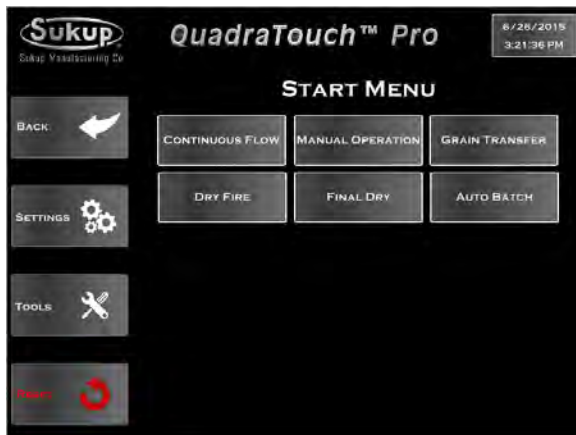 Sukup
Sukup Manufacturing Co
QuadraTouch™ Pro
6/26/2015
3:21:36 PM
START MENU
BACK
CONTINUOUS FLOW
MANUAL OPERATION
GRAIN TRANSFER
DRY FIRE
FINAL DRY
AUTO BATCH
SETTINGS
TOOLS